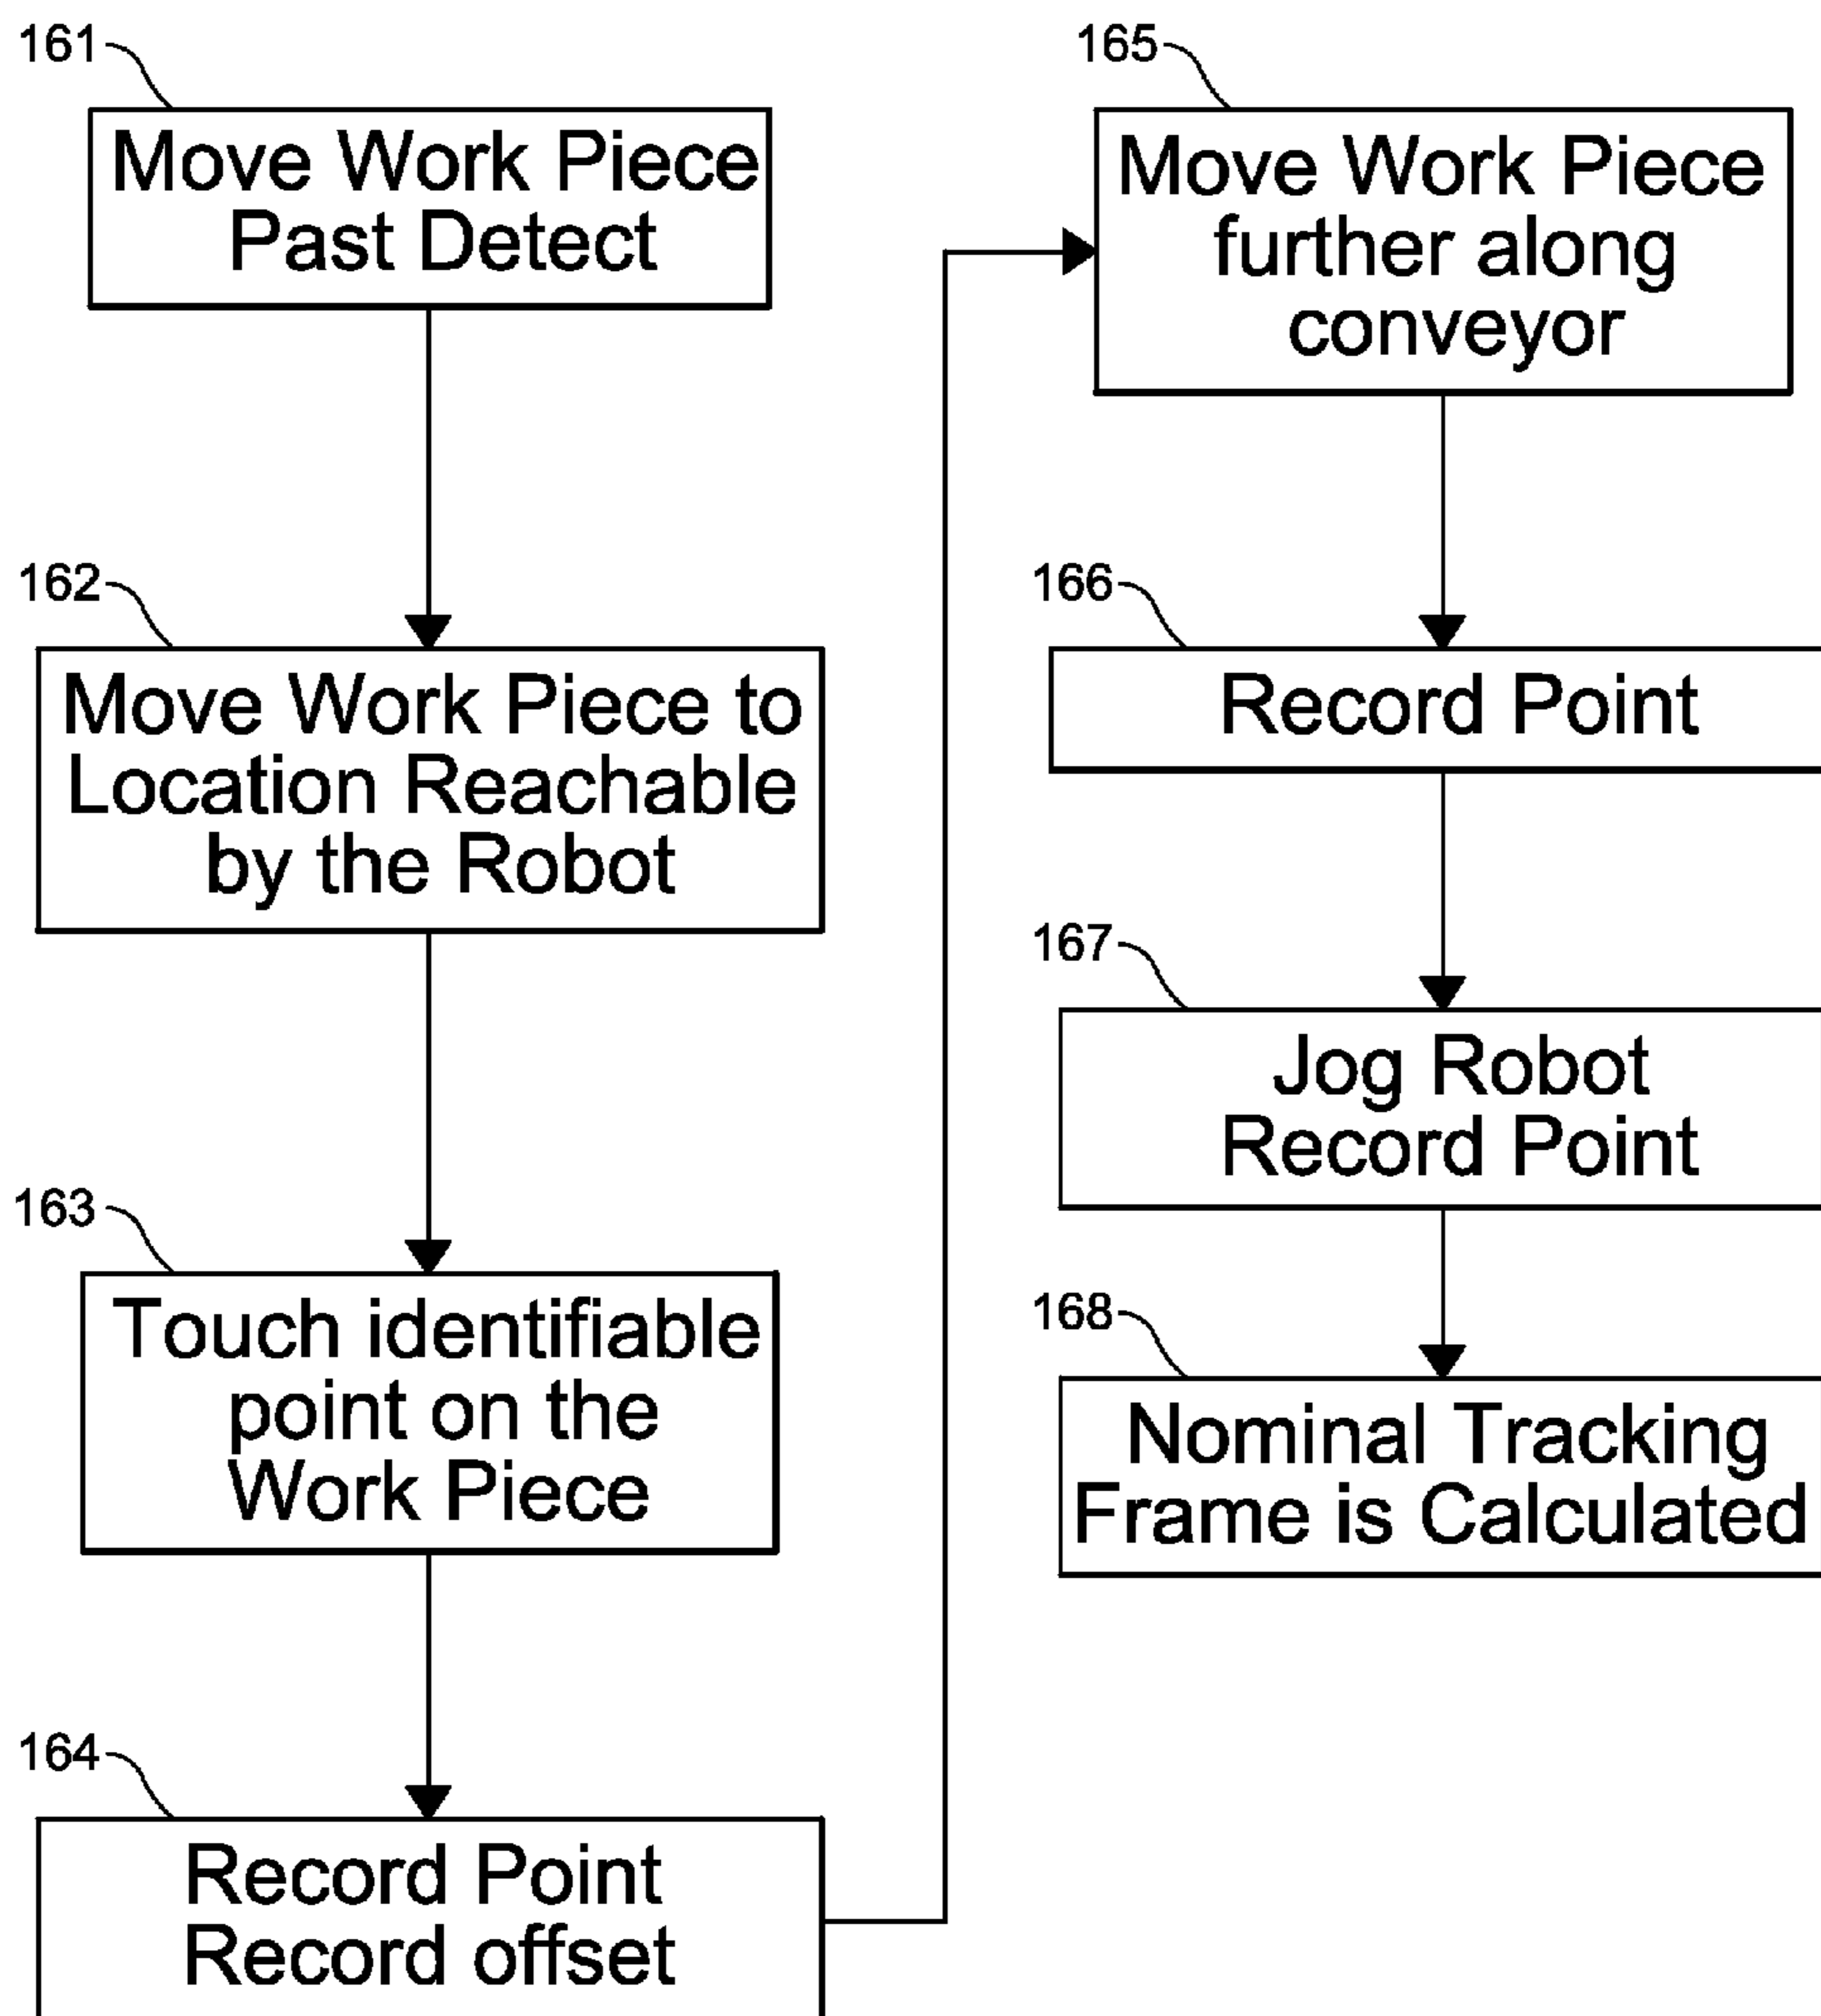 161
Move Work Piece
Past Detect
162
Move Work Piece to
Location Reachable
by the Robot
163
Touch identifiable
point on the
Work Piece
164
Record Point
Record offset
165
Move Work Piece
further along
conveyor
166
Record Point
167
Jog Robot
Record Point
168
Nominal Tracking
Frame is Calculated